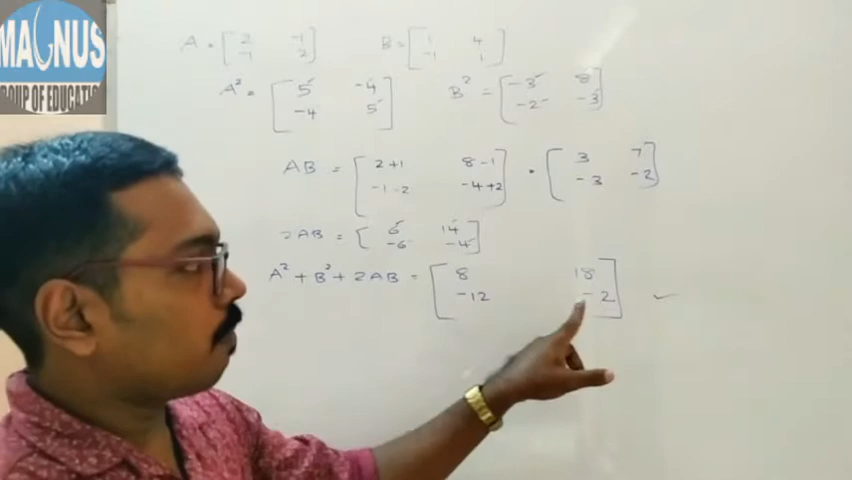 MAGNUS
GROUP OF EDUCATION
A = [ 2 -1 B = [ 1 4
-1 2 ] -1 1 ]
A² = [ 5 -4 B² = [ -3 8
-4 5 ] -2 -3 ]
AB = [ 2+1 8-1 = [ 3 7
-1-2 -4+2 ] -3 -2 ]
2AB = [ 6 14
-6 -4 ]
A² + B² + 2AB = [ 8 18
-12 -2 ] ✓